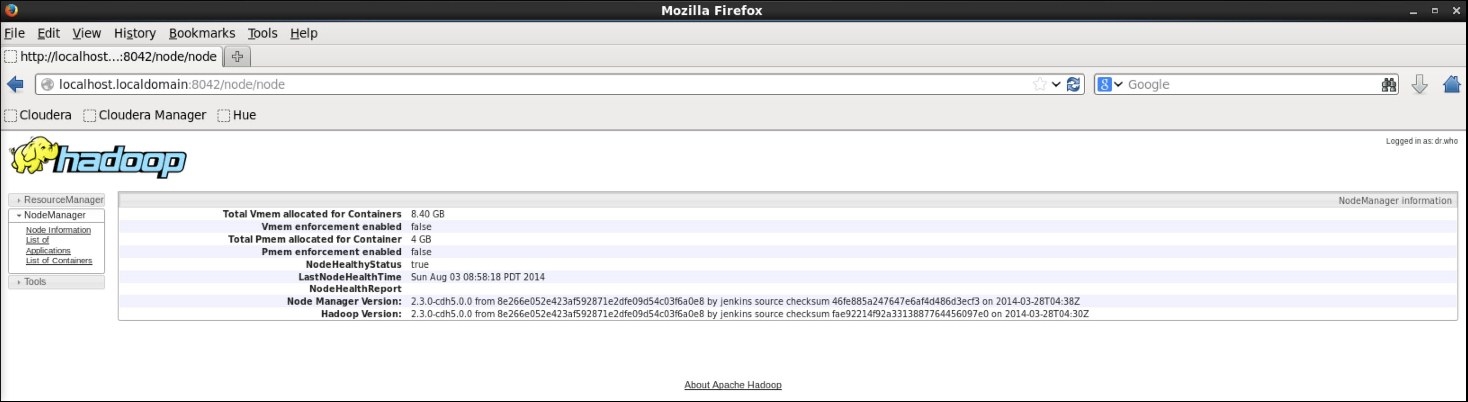 Mozilla Firefox
File Edit View History Bookmarks Tools Help
http://localhost...:8042/node/node
localhost.localdomain:8042/node/node
Google
Cloudera Cloudera Manager Hue
hadoop
Logged in as: dr.who
ResourceManager
NodeManager
Node Information
List of
Applications
List of Containers
Tools
NodeManager information
Total Vmem allocated for Containers 8.40 GB
Vmem enforcement enabled false
Total Pmem allocated for Container 4 GB
Pmem enforcement enabled false
NodeHealthyStatus true
LastNodeHealthTime Sun Aug 03 08:58:18 PDT 2014
NodeHealthReport
Node Manager Version: 2.3.0-cdh5.0.0 from 8e266e052e423af592871e2dfe09d54c03f6a0e8 by jenkins source checksum 46fe885a247647e6af4d486d3ecf3 on 2014-03-28T04:38Z
Hadoop Version: 2.3.0-cdh5.0.0 from 8e266e052e423af592871e2dfe09d54c03f6a0e8 by jenkins source checksum fae92214f92a3313887764456097e0 on 2014-03-28T04:30Z
About Apache Hadoop